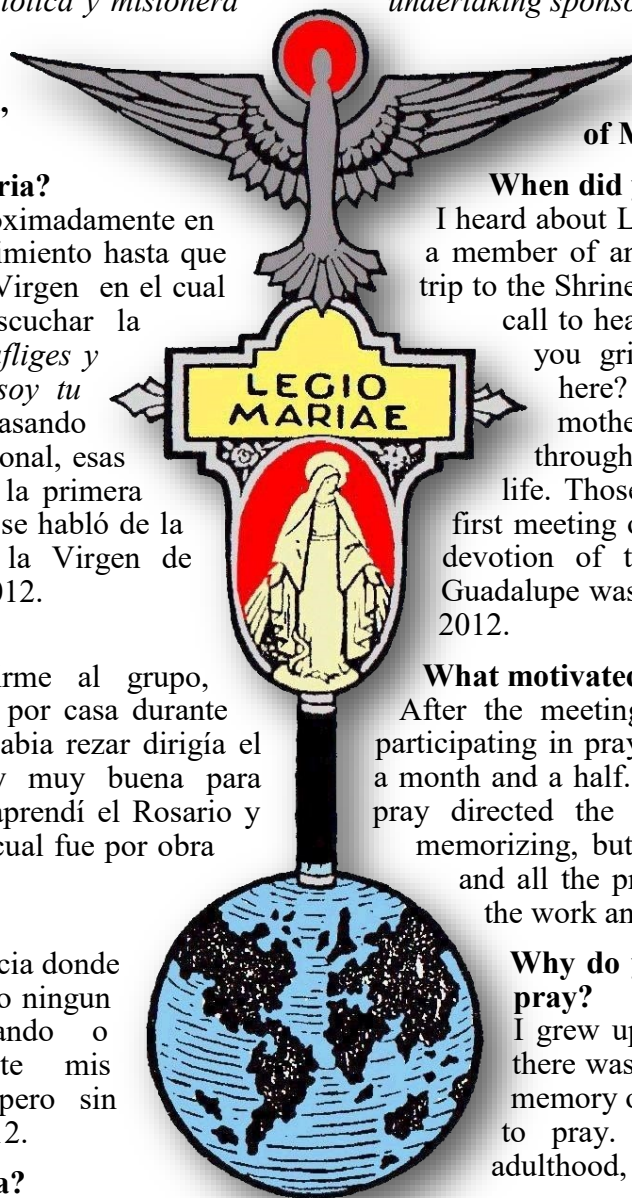 tólica y misionera
,
ria?
oximadamente en
imiento hasta que
Virgen en el cual
scuchar la
afliges y
soy tu
asando
onal, esas
la primera
se habló de la
la Virgen de
012.
irme al grupo,
por casa durante
abia rezar dirigía el
y muy buena para
aprendí el Rosario y
cual fue por obra
cia donde
o ningun
ando o
te mis
pero sin
12.
a?
LEGIO
MARIAE
undertaking sponso
of M
When did y
I heard about L
a member of an
trip to the Shrine
call to hea
you gri
here?
mothe
through
life. Those
first meeting o
devotion of t
Guadalupe was
2012.
What motivated
After the meeting
participating in pray
a month and a half.
pray directed the
memorizing, but
and all the pr
the work an
Why do y
pray?
I grew up
there was
memory o
to pray.
adulthood,